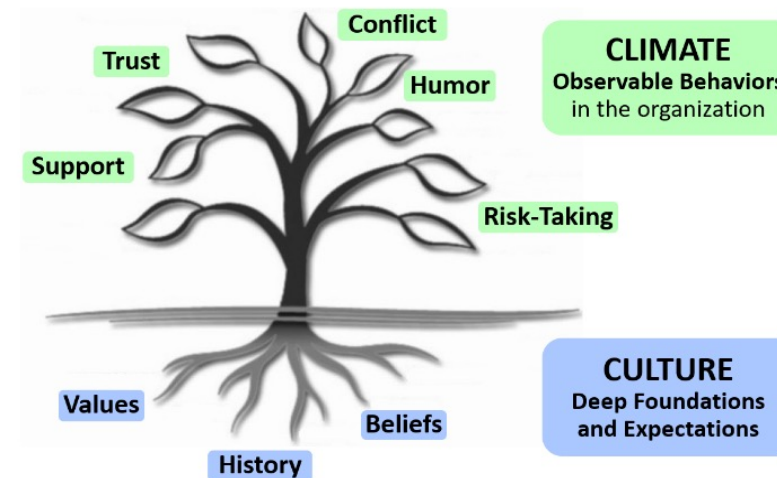 Conflict
Trust
Humor
Support
Risk-Taking
CLIMATE
Observable Behaviors
in the organization
Values
Beliefs
History
CULTURE
Deep Foundations
and Expectations